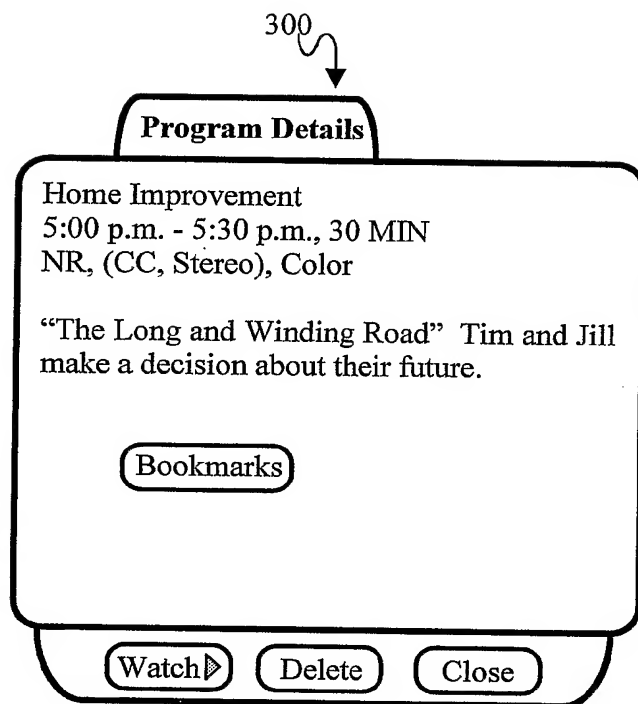 300
Program Details
Home Improvement
5:00 p.m. - 5:30 p.m., 30 MIN
NR, (CC, Stereo), Color
“The Long and Winding Road” Tim and Jill
make a decision about their future.
Bookmarks
Watch Delete Close